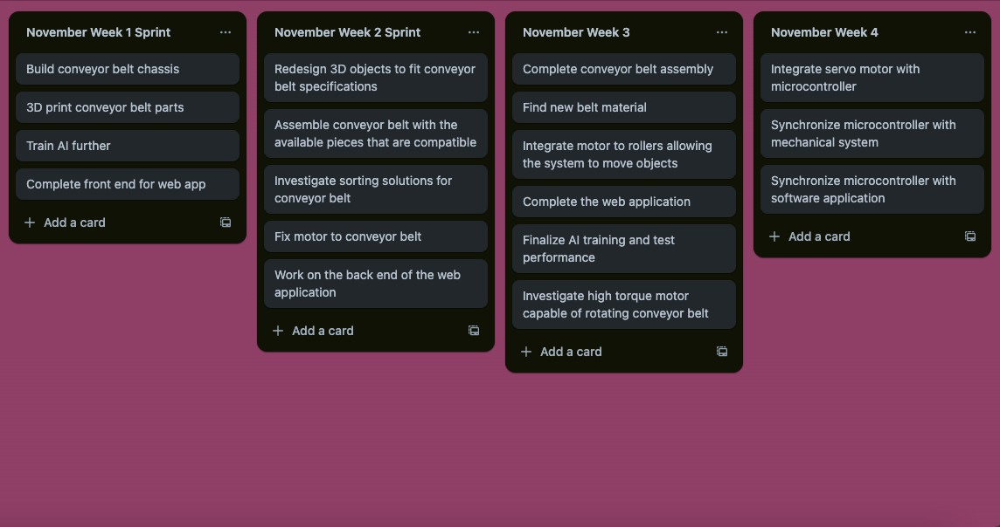 November Week 1 Sprint
Build conveyor belt chassis
3D print conveyor belt parts
Train AI further
Complete front end for web app
Add a card
November Week 2 Sprint
Redesign 3D objects to fit conveyor
belt specifications
Assemble conveyor belt with the
available pieces that are compatible
Investigate sorting solutions for
conveyor belt
Fix motor to conveyor belt
Work on the back end of the web
application
Add a card
November Week 3
Complete conveyor belt assembly
Find new belt material
Integrate motor to rollers allowing
the system to move objects
Complete the web application
Finalize AI training and test
performance
Investigate high torque motor
capable of rotating conveyor belt
Add a card
November Week 4
Integrate servo motor with
microcontroller
Synchronize microcontroller with
mechanical system
Synchronize microcontroller with
software application
Add a card